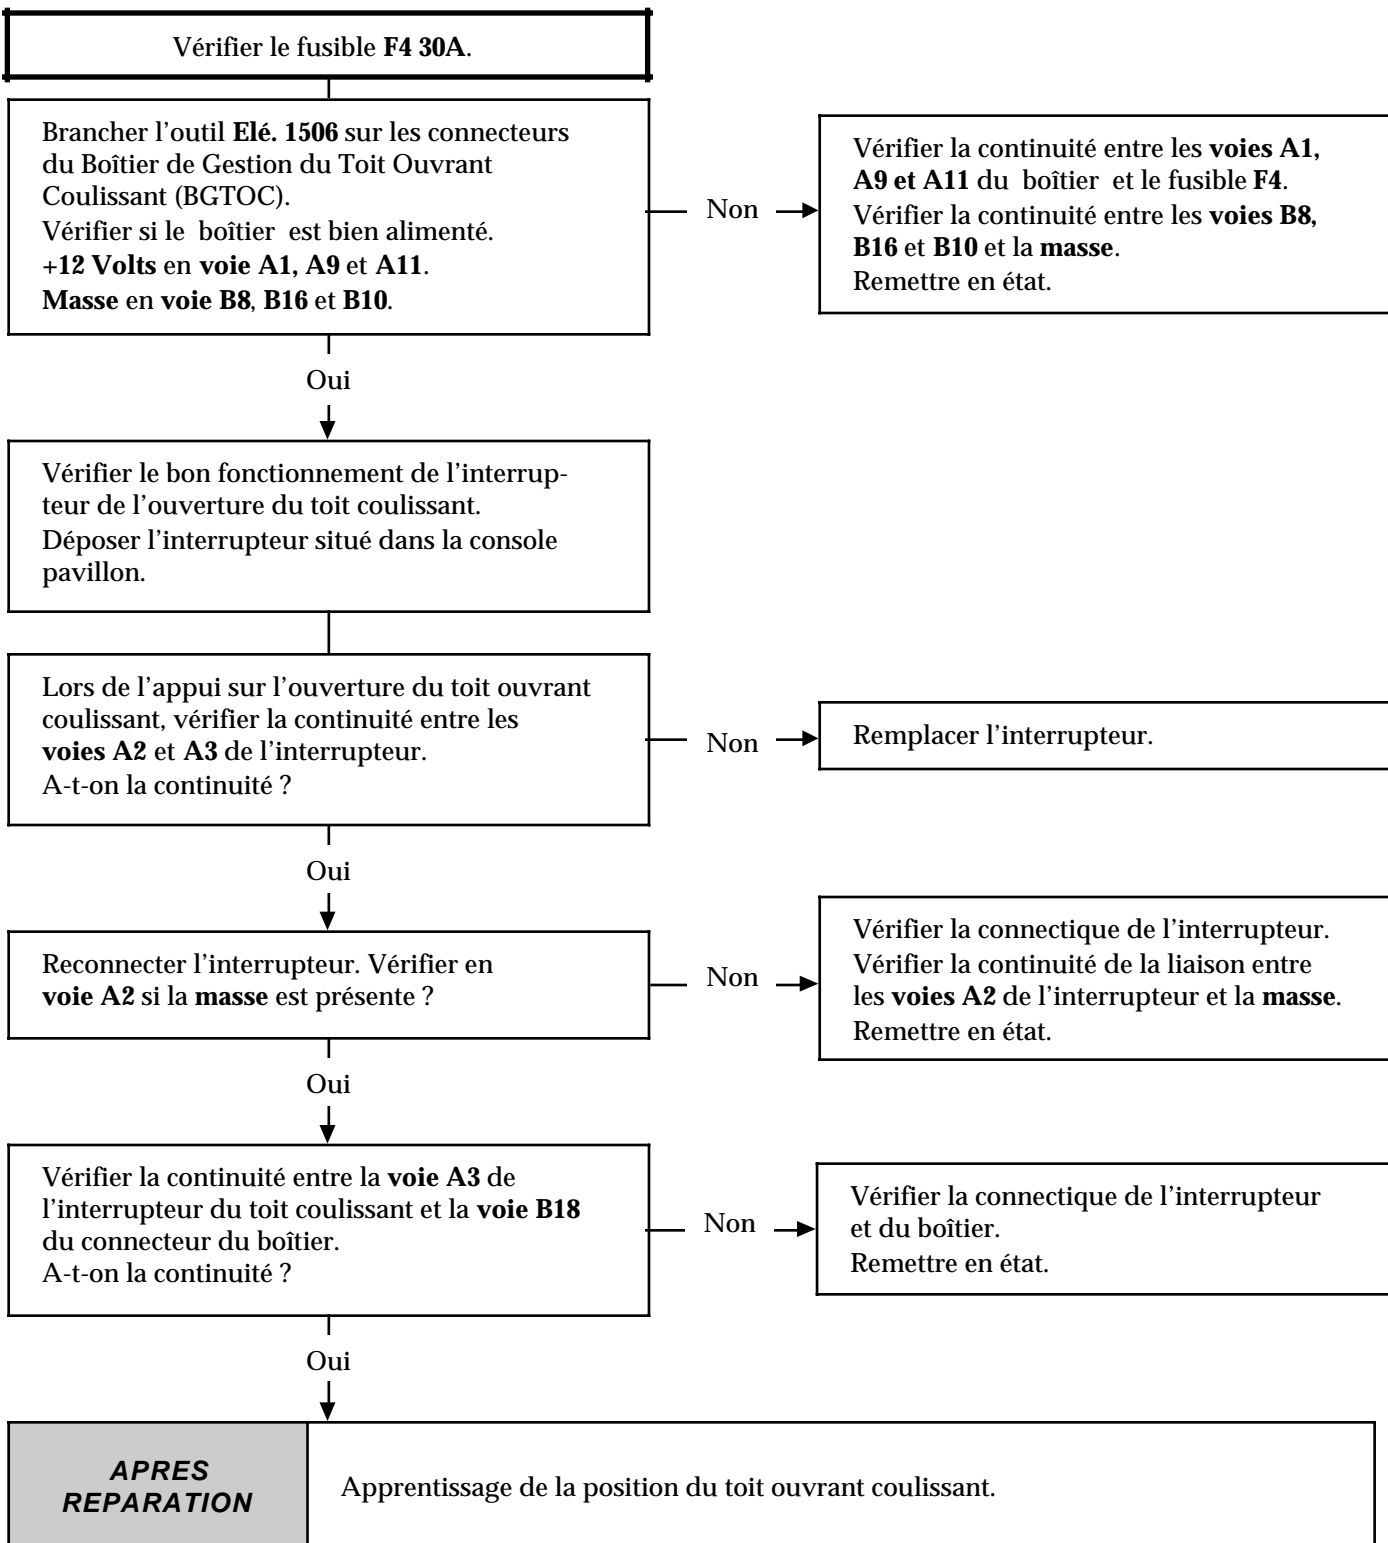 Vérifier le fusible F4 30A.
Brancher l’outil Elé. 1506 sur les connecteurs
du Boîtier de Gestion du Toit Ouvrant
Coulissant (BGTOC).
Vérifier si le boîtier est bien alimenté.
+12 Volts en voie A1, A9 et A11.
Masse en voie B8, B16 et B10.
Non
Vérifier la continuité entre les voies A1,
A9 et A11 du boîtier et le fusible F4.
Vérifier la continuité entre les voies B8,
B16 et B10 et la masse.
Remettre en état.
Oui
Vérifier le bon fonctionnement de l’interrup-
teur de l’ouverture du toit coulissant.
Déposer l’interrupteur situé dans la console
pavillon.
Lors de l’appui sur l’ouverture du toit ouvrant
coulissant, vérifier la continuité entre les
voies A2 et A3 de l’interrupteur.
A-t-on la continuité ?
Non
Remplacer l’interrupteur.
Oui
Reconnecter l’interrupteur. Vérifier en
voie A2 si la masse est présente ?
Non
Vérifier la connectique de l’interrupteur.
Vérifier la continuité de la liaison entre
les voies A2 de l’interrupteur et la masse.
Remettre en état.
Oui
Vérifier la continuité entre la voie A3 de
l’interrupteur du toit coulissant et la voie B18
du connecteur du boîtier.
A-t-on la continuité ?
Non
Vérifier la connectique de l’interrupteur
et du boîtier.
Remettre en état.
Oui
APRES
REPARATION
Apprentissage de la position du toit ouvrant coulissant.